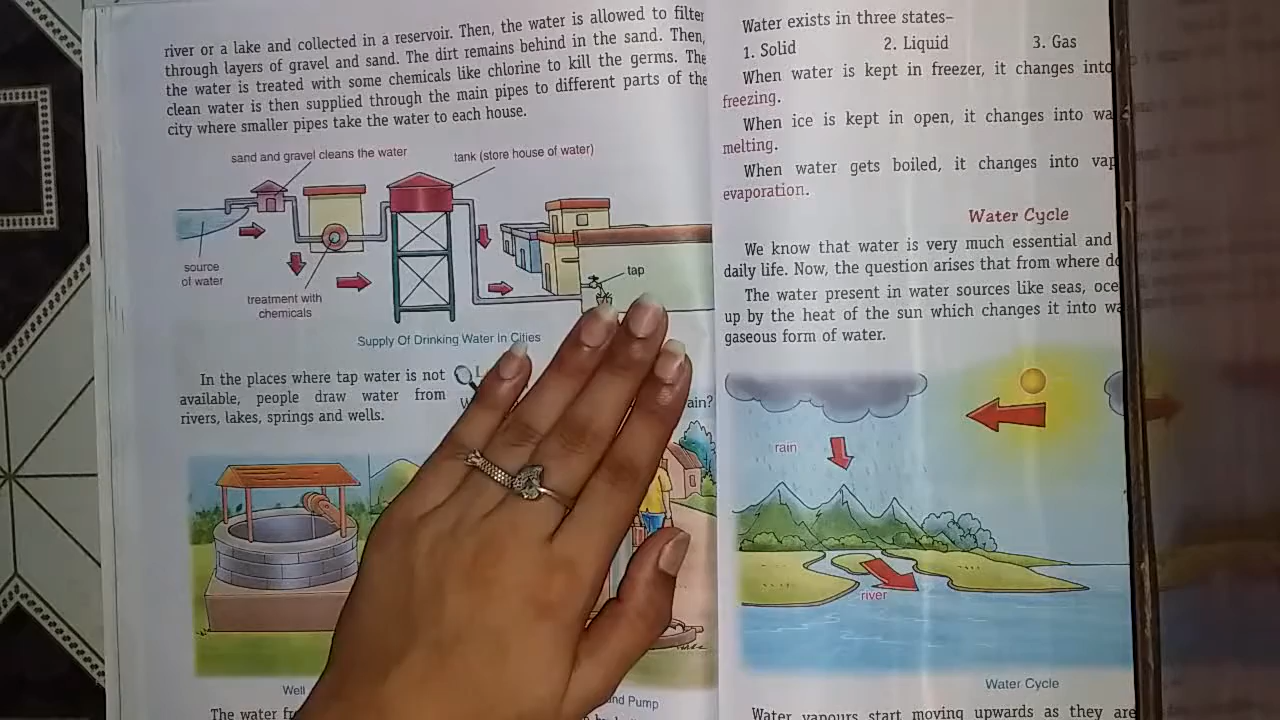 river or a lake and collected in a reservoir. Then, the water is allowed to filter
through layers of gravel and sand. The dirt remains behind in the sand. Then,
the water is treated with some chemicals like chlorine to kill the germs. The
clean water is then supplied through the main pipes to different parts of the
city where smaller pipes take the water to each house.
sand and gravel cleans the water
tank (store house of water)
source
of water
treatment with
chemicals
tap
Supply Of Drinking Water In Cities
In the places where tap water is not
available, people draw water from
rivers, lakes, springs and wells.
ain?
Well
nd Pump
The water fr
Water exists in three states–
1. Solid 2. Liquid 3. Gas
When water is kept in freezer, it changes into
freezing.
When ice is kept in open, it changes into wa
melting.
When water gets boiled, it changes into vap
evaporation.
Water Cycle
We know that water is very much essential and
daily life. Now, the question arises that from where do
The water present in water sources like seas, oce
up by the heat of the sun which changes it into wa
gaseous form of water.
rain
river
Water Cycle
Water vapours start moving upwards as they are